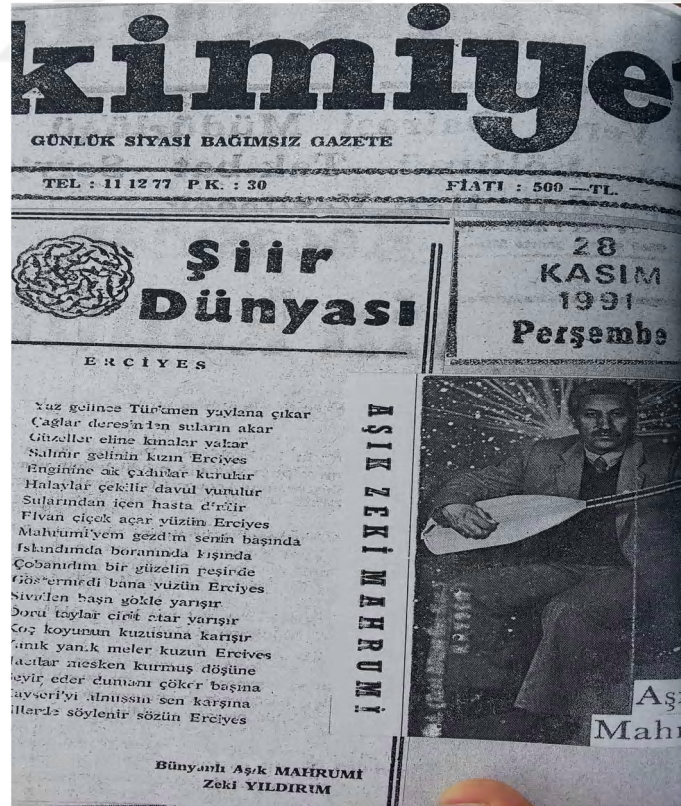 kimiye
GÜNLÜK SİYASİ BAĞIMSIZ GAZETE
TEL : 11 12 77 P.K. : 30
FİATI : 500 —TL.
Şiir
Dünyası
28
KASIM
1991
Perşembe
ERCİYES
Yaz gelince Türkmen yaylana çıkar
Çağlar deresinden suların akar
Güzeller eline kınalar yakar
Salınır gelinin kızın Erciyes
Enginine ak çadırlar kurulur
Halaylar çekilir davul vurulur
Sularından içen hasta dirilir
Elvan çiçek açar yüzün Erciyes
Mahrumi'yem gezdim senin başında
Islandımda boranında kışında
Çobanıdım bir güzelin peşinde
Göstermedi bana yüzün Erciyes
Sivrilen başın gökle yarışır
Doru taylar cirit atar yarışır
Koç koyunun kuzusuna karışır
yanık meler kuzun Erciyes
mesken kurmuş döşüne
eder dumanı çöker başına
Kayseri'yi almışsın sen karşına
söylenir sözün Erciyes
Bünyanlı Aşık MAHRUMİ
Zeki YILDIRIM
AŞIK ZEKİ MAHRUMİ
Aş
Mah